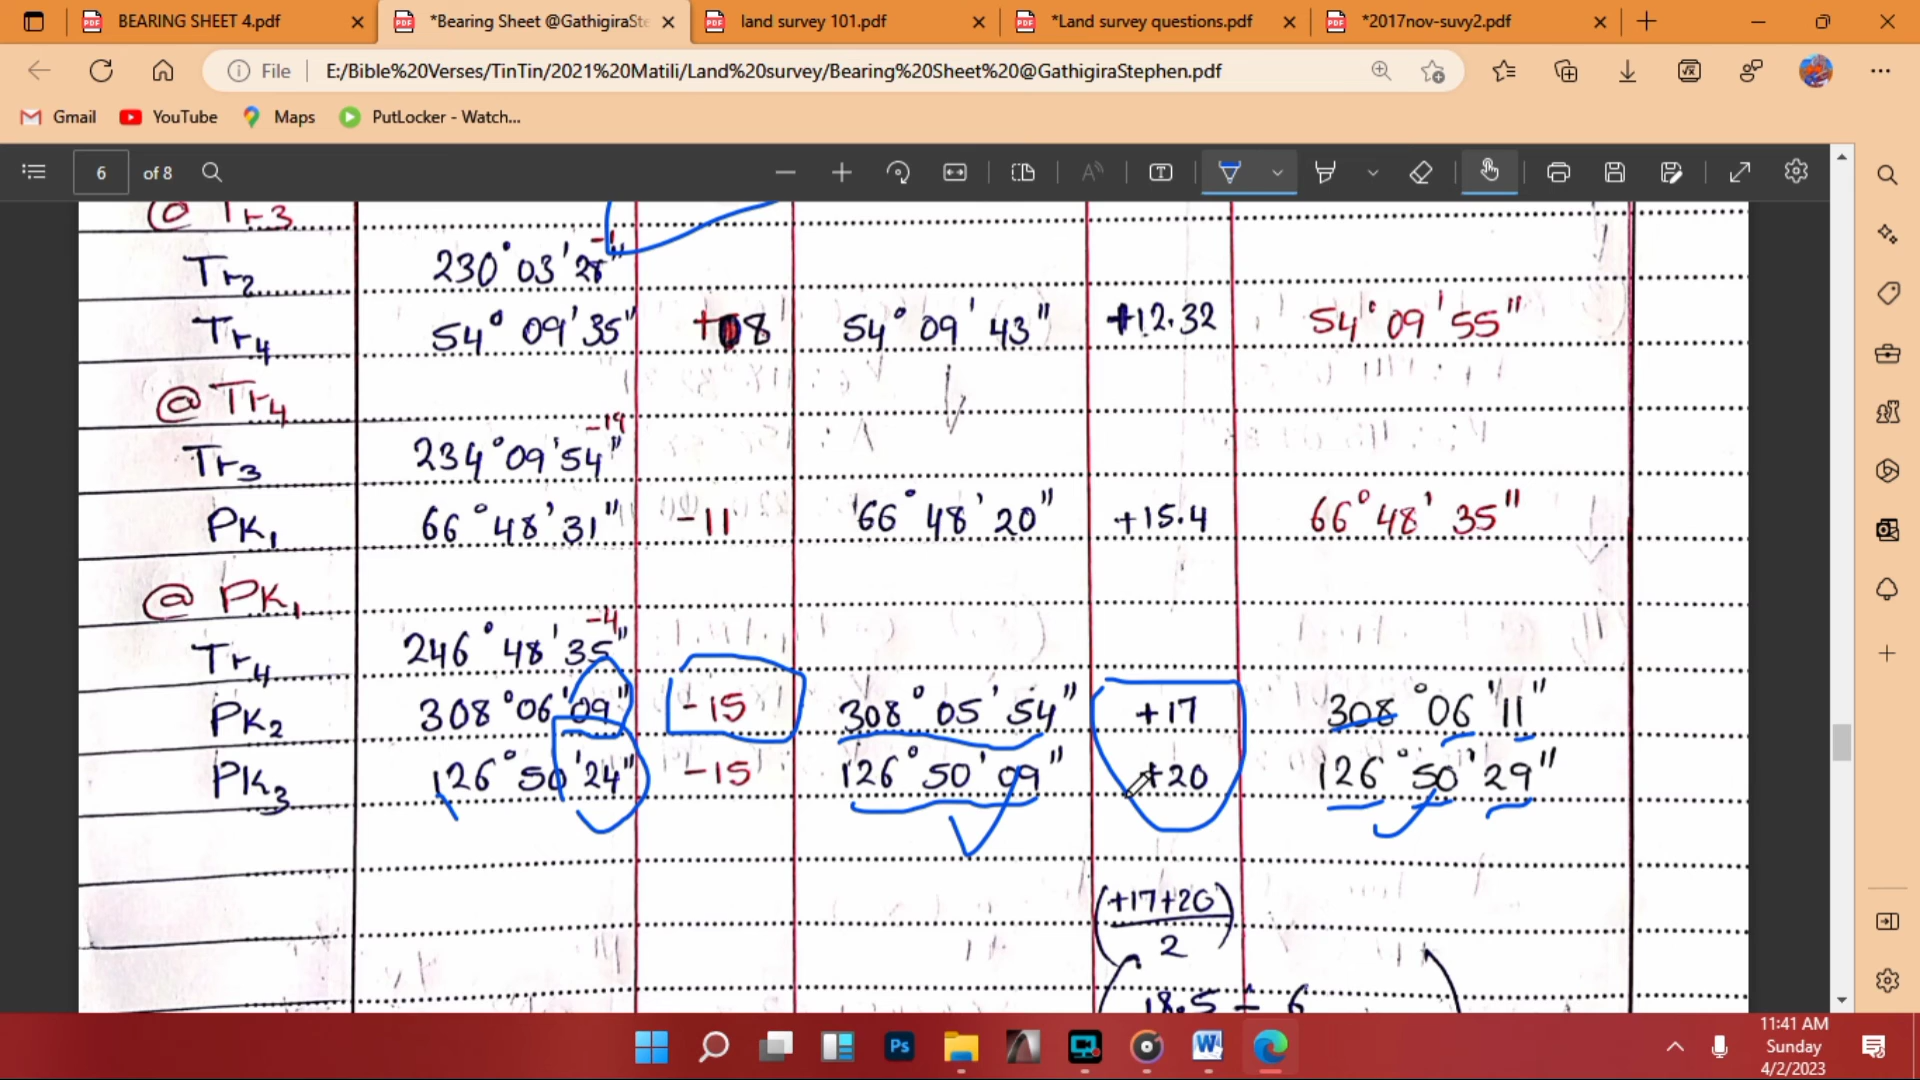 BEARING SHEET 4.pdf
*Bearing Sheet @GathigiraSte
land survey 101.pdf
*Land survey questions.pdf
*2017nov-suvy2.pdf
File E:/Bible%20Verses/TinTin/2021%20Matili/Land%20survey/Bearing%20Sheet%20@GathigiraStephen.pdf
Gmail YouTube Maps PutLocker - Watch...
6 of 8
@ Tr3
Tr2 230°03'28"
Tr4 54° 09'35" +08 54° 09' 43" +12.32 54° 09' 55"
@ Tr4
-19
Tr3 234°09'54"
PK1 66°48'31" -11 66° 48' 20" +15.4 66°48' 35"
@ PK1
-4
Tr4 246°48'35"
PK2 308°06'09" -15 308° 05' 54" +17 308°06'11"
PK3 126°50'24" -15 126°50'09" +20 126°50'29"
(+17+20)
2
18.5 ÷ 6
Ps
W
11:41 AM
Sunday
4/2/2023